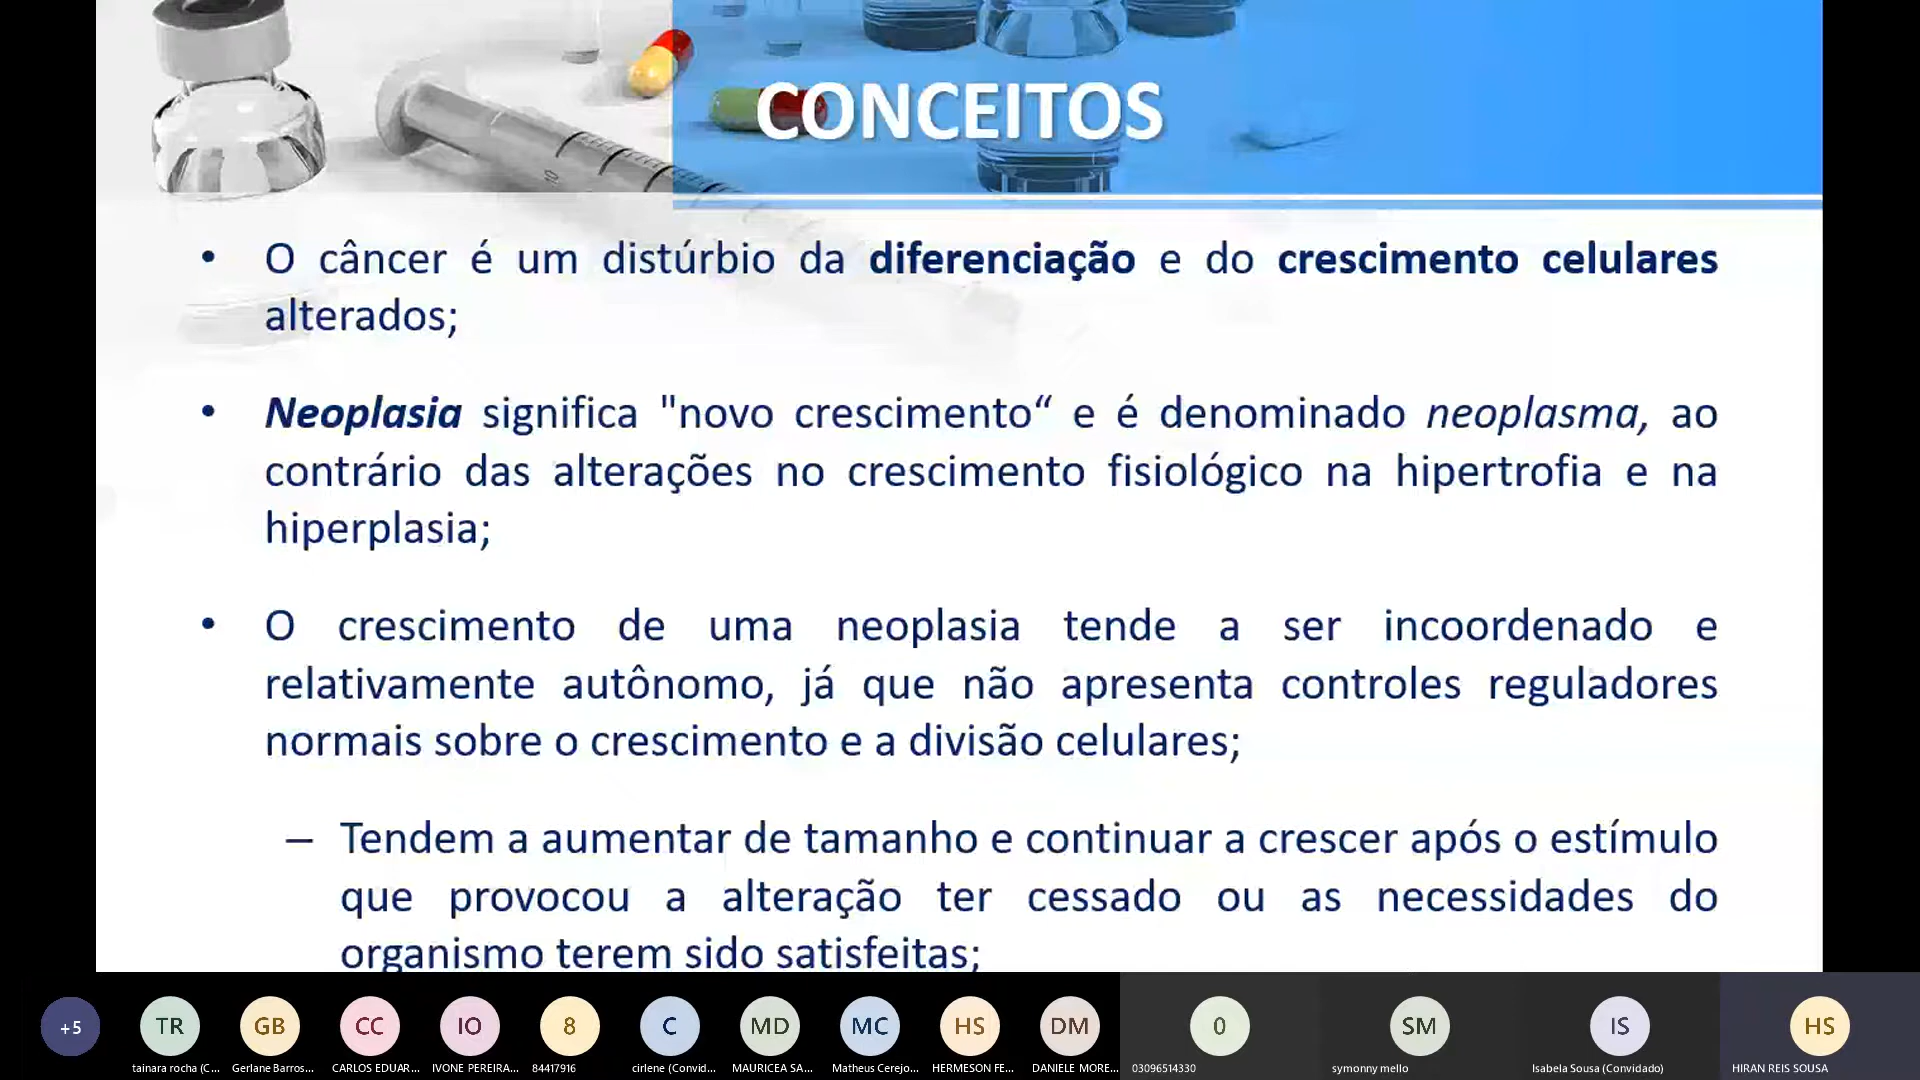 CONCEITOS
• O câncer é um distúrbio da diferenciação e do crescimento celulares
alterados;
• Neoplasia significa "novo crescimento“ e é denominado neoplasma, ao
contrário das alterações no crescimento fisiológico na hipertrofia e na
hiperplasia;
• O crescimento de uma neoplasia tende a ser incoordenado e
relativamente autônomo, já que não apresenta controles reguladores
normais sobre o crescimento e a divisão celulares;
– Tendem a aumentar de tamanho e continuar a crescer após o estímulo
que provocou a alteração ter cessado ou as necessidades do
organismo terem sido satisfeitas;
+5 TR GB CC IO 8 C MD MC HS DM 0 SM IS HS
tainara rocha (C... Gerlane Barros... CARLOS EDUAR... IVONE PEREIRA... 84417916 cirlene (Convid... MAURICEA SA... Matheus Cerejo... HERMESON FE... DANIELE MORE... 03096514330 symonny mello Isabela Sousa (Convidado) HIRAN REIS SOUSA